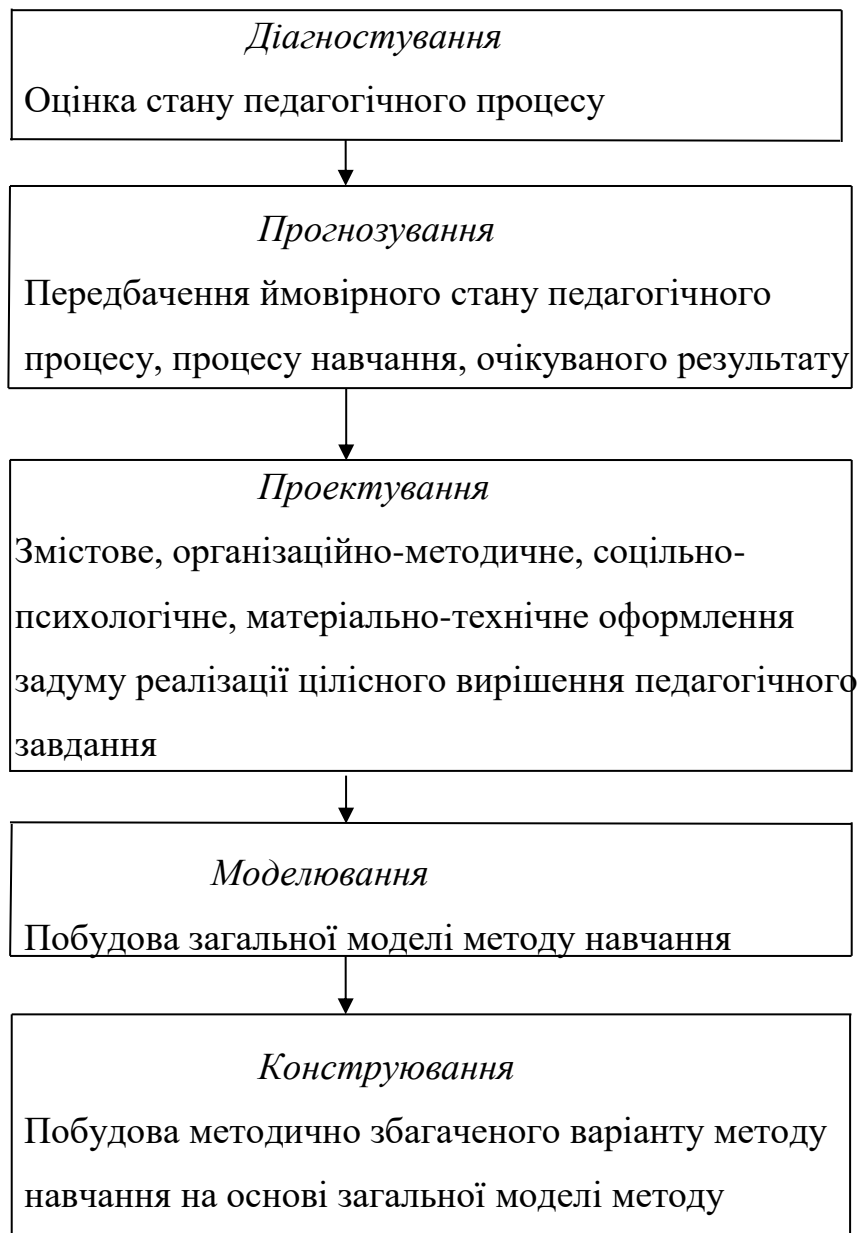 Діагностування
Оцінка стану педагогічного процесу
Прогнозування
Передбачення ймовірного стану педагогічного
процесу, процесу навчання, очікуваного результату
Проектування
Змістове, організаційно-методичне, соцільно-
психологічне, матеріально-технічне оформлення
задуму реалізації цілісного вирішення педагогічного
завдання
Моделювання
Побудова загальної моделі методу навчання
Конструювання
Побудова методично збагаченого варіанту методу
навчання на основі загальної моделі методу